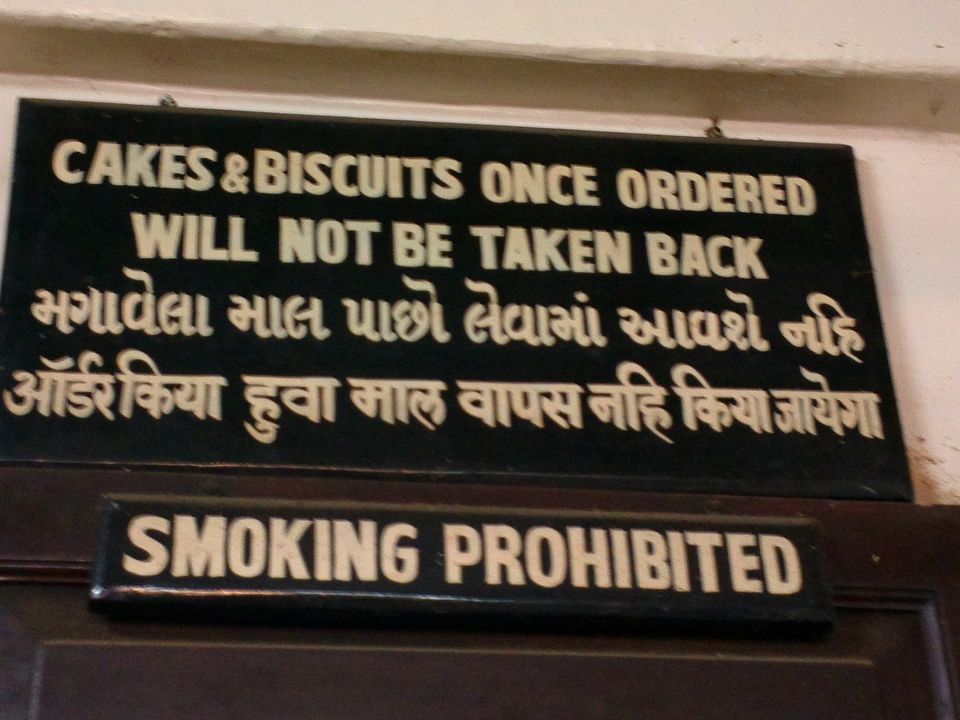 CAKES & BISCUITS ONCE ORDERED
WILL NOT BE TAKEN BACK
મગાવેલા માલ પાછો લેવામાં આવશે નહિ
ऑर्डर किया हुवा माल वापस नहि किया जायेगा
SMOKING PROHIBITED